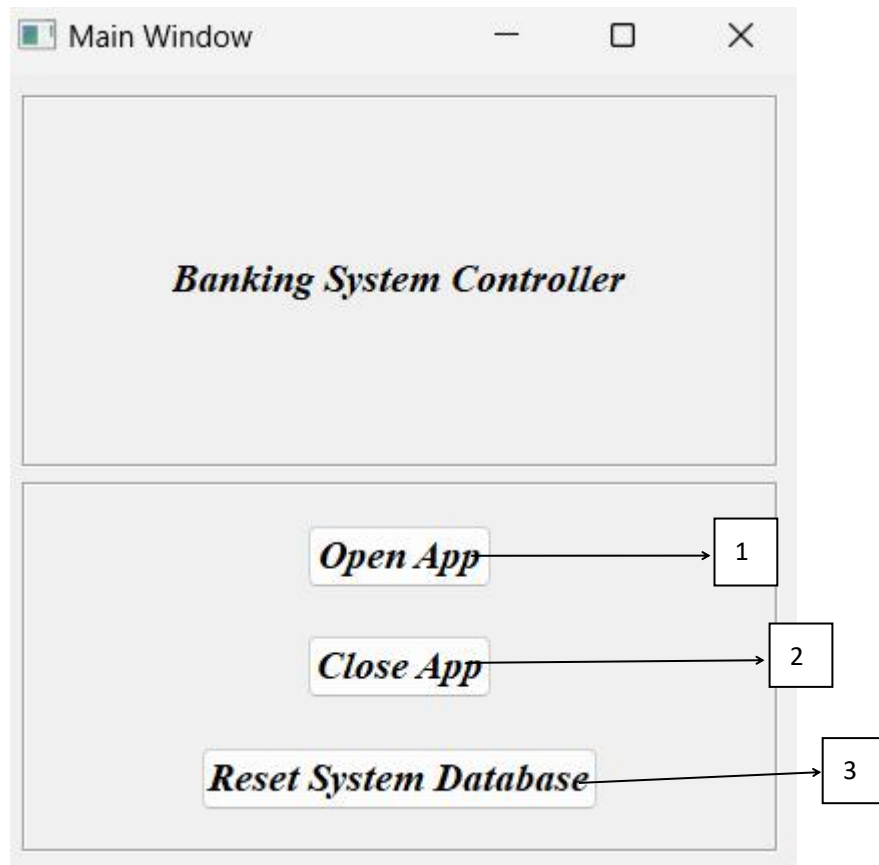 Main Window
Banking System Controller
Open App
1
Close App
2
Reset System Database
3